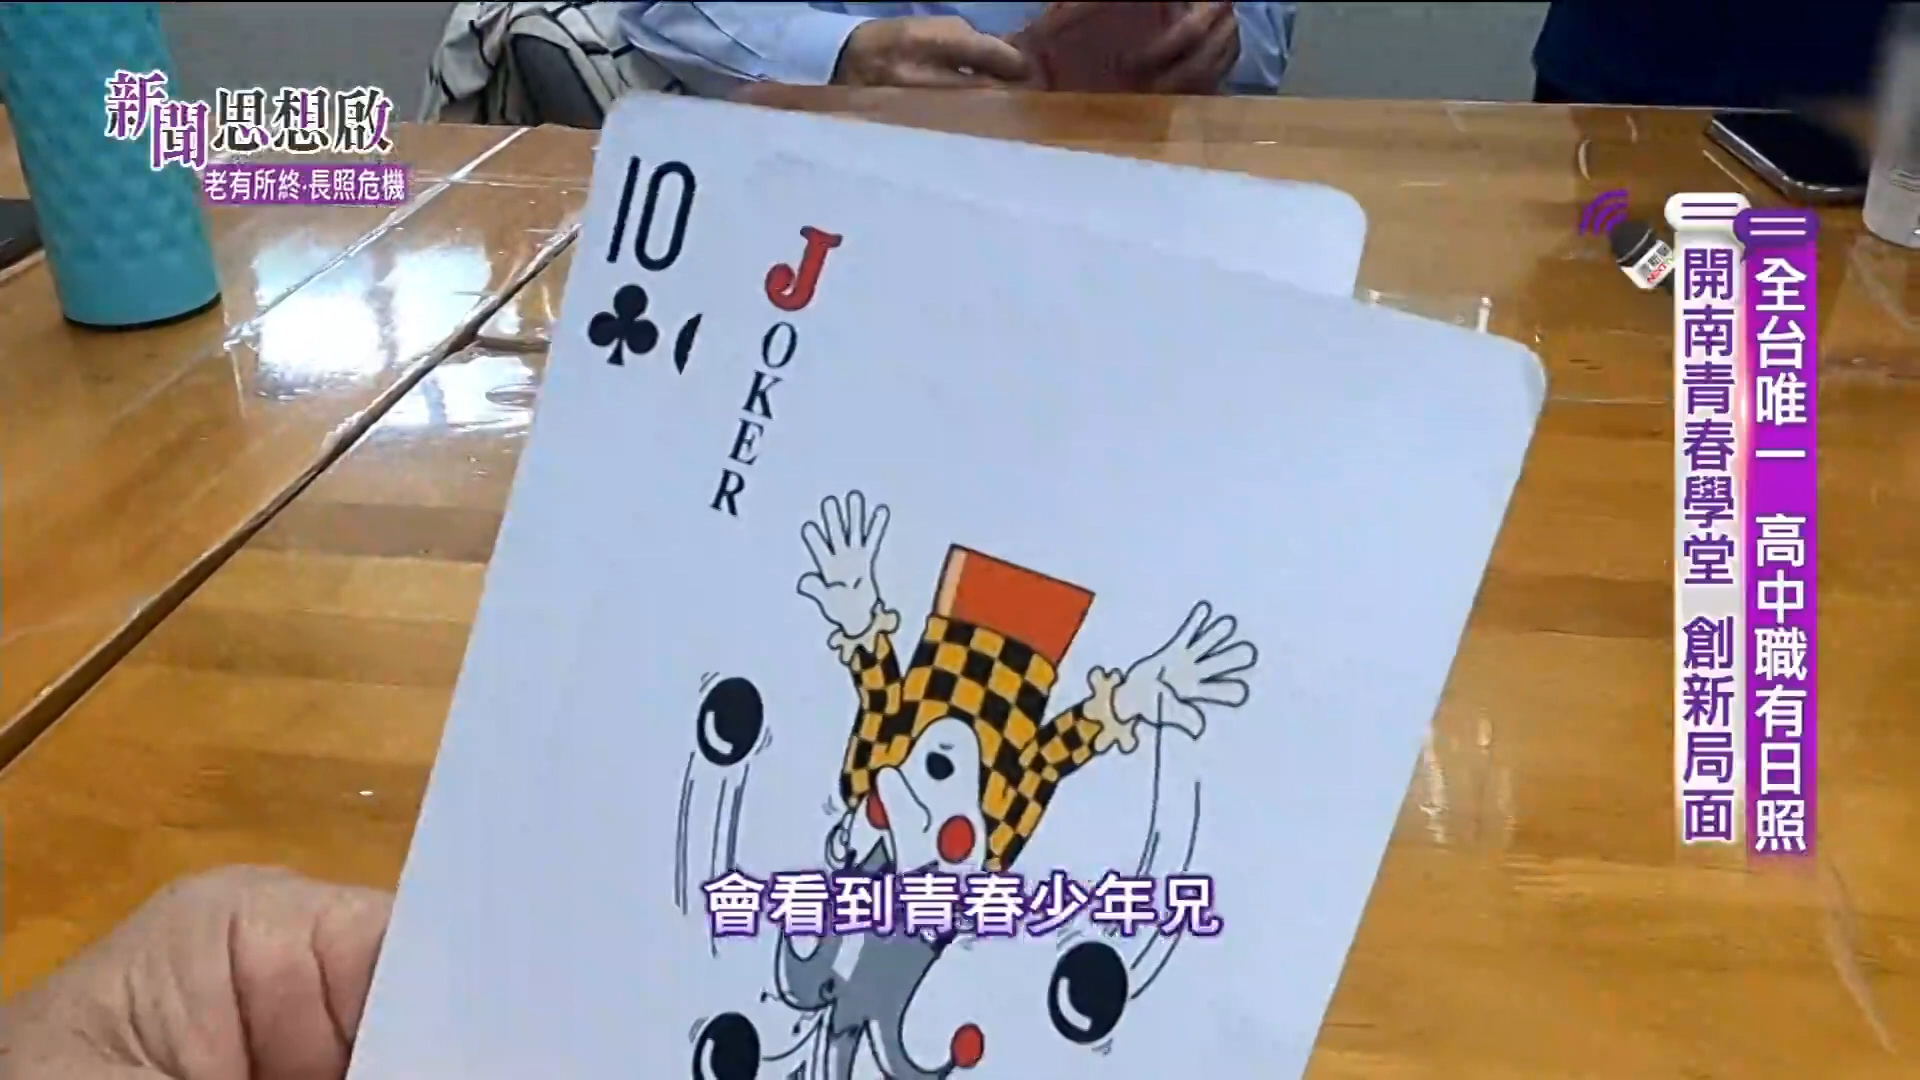 新聞思想啟
老有所終·長照危機
全台唯一 高中職有日照
開南青春學堂 創新局面
10
JOKER
會看到青春少年兄